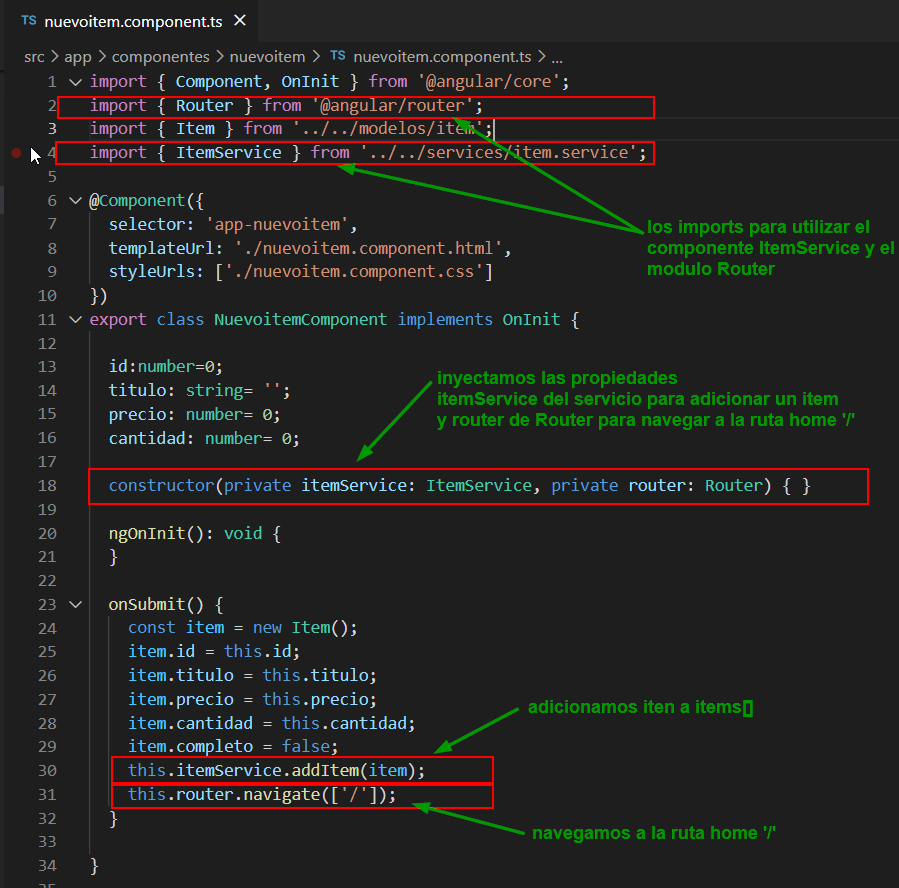 TS nuevoitem.component.ts ×
src > app > componentes > nuevoitem > TS nuevoitem.component.ts > ...
1 import { Component, OnInit } from '@angular/core';
2 import { Router } from '@angular/router';
3 import { Item } from '../../modelos/item';
4 import { ItemService } from '../../services/item.service';
5
6 @Component({
7 selector: 'app-nuevoitem',
los imports para utilizar el
8 templateUrl: './nuevoitem.component.html',
componente ItemService y el
9 styleUrls: ['./nuevoitem.component.css']
modulo Router
10 })
11 export class NuevoitemComponent implements OnInit {
12
13 id:number=0;
inyectamos las propiedades
14 titulo: string= '';
itemService del servicio para adicionar un item
15 precio: number= 0;
y router de Router para navegar a la ruta home '/'
16 cantidad: number= 0;
17
18 constructor(private itemService: ItemService, private router: Router) { }
19
20 ngOnInit(): void {
21 }
22
23 onSubmit() {
24 const item = new Item();
25 item.id = this.id;
26 item.titulo = this.titulo;
27 item.precio = this.precio;
adicionamos iten a items[]
28 item.cantidad = this.cantidad;
29 item.completo = false;
30 this.itemService.addItem(item);
31 this.router.navigate(['/']);
32 }
navegamos a la ruta home '/'
33
34 }
35